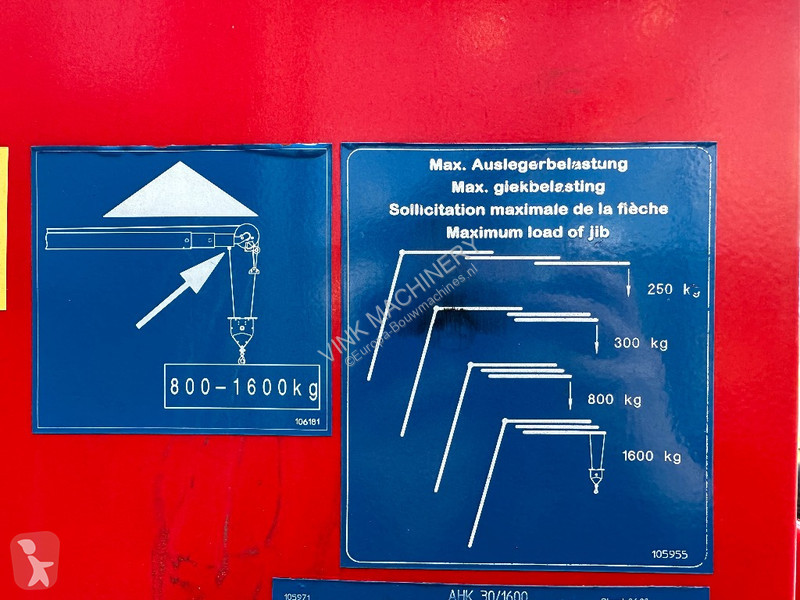 800-1600kg
106181
Max. Auslegerbelastung
Max. giekbelasting
Sollicitation maximale de la flèche
Maximum load of jib
250 kg
300 kg
800 kg
1600 kg
105955
VINK MACHINERY
©Europa-Bouwmachines.nl
105971
AHK 30/1600